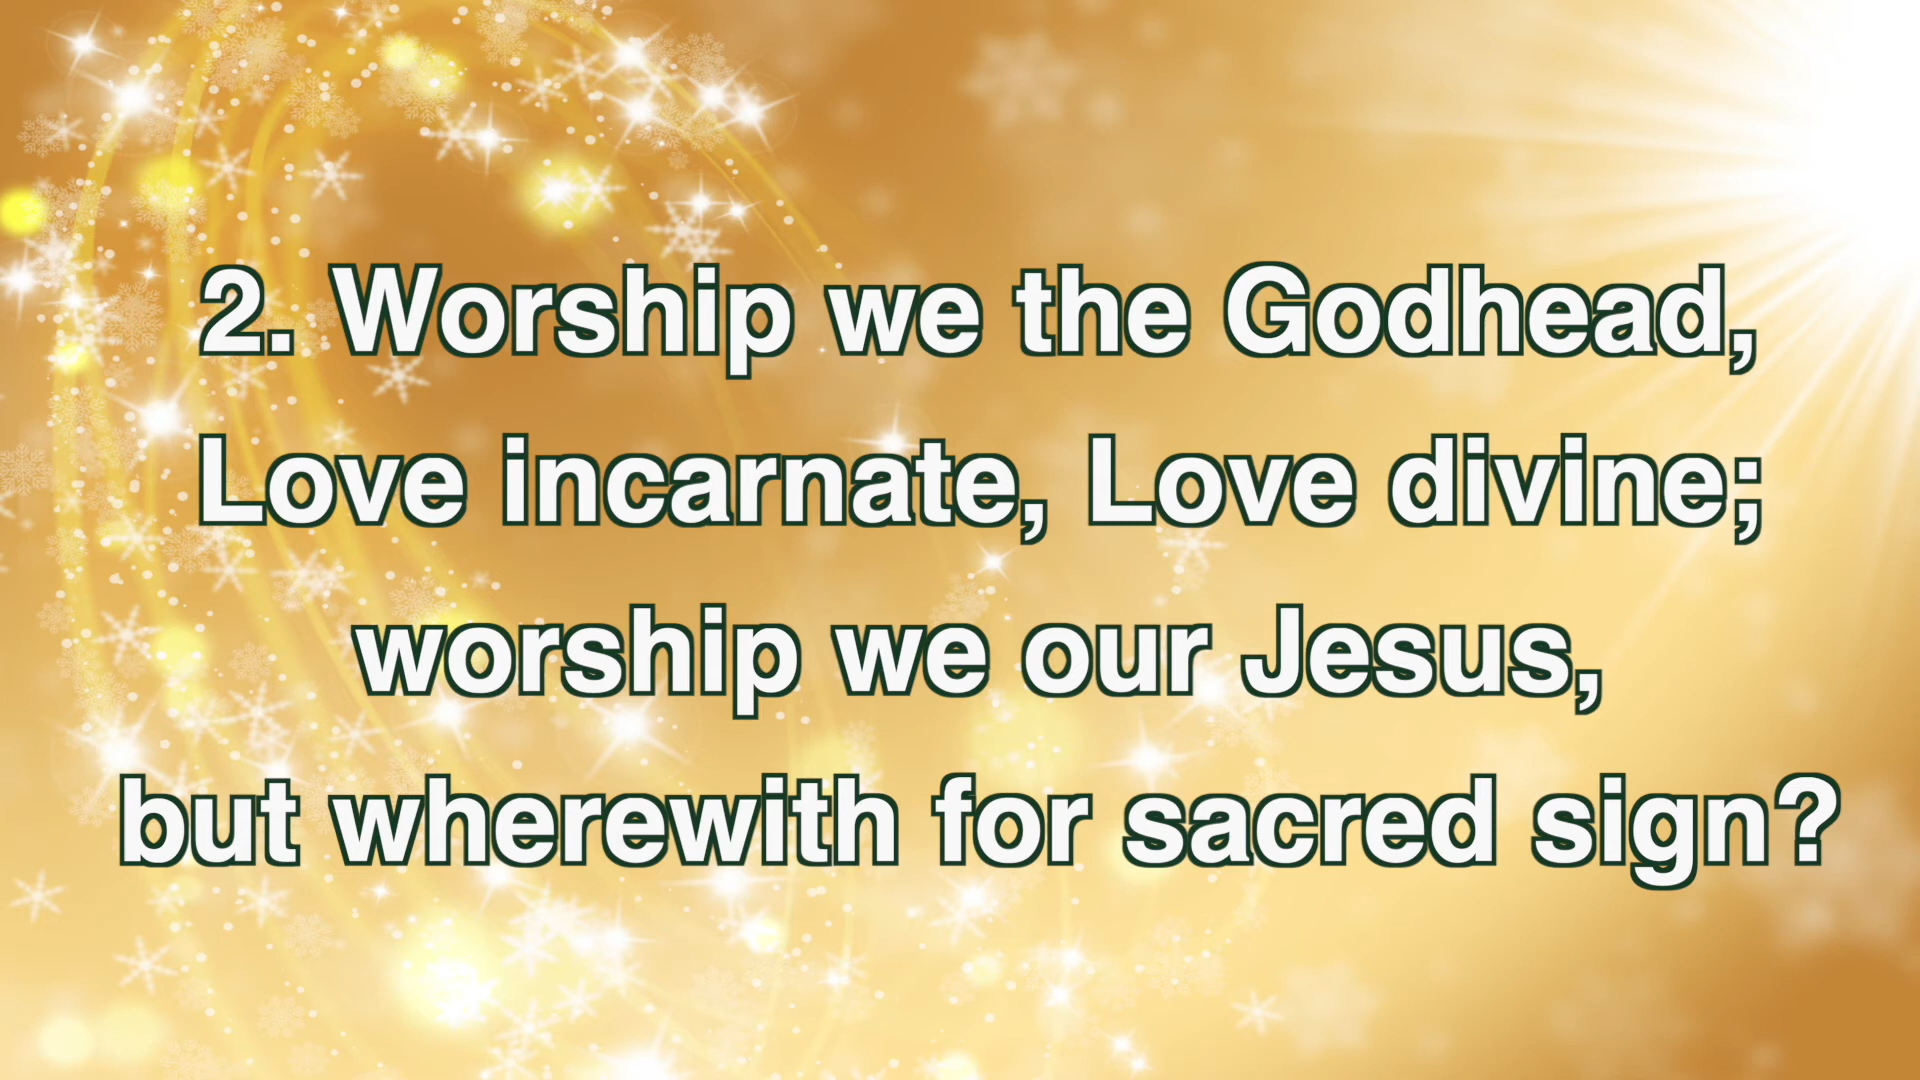 2. Worship we the Godhead,
Love incarnate, Love divine;
worship we our Jesus,
but wherewith for sacred sign?